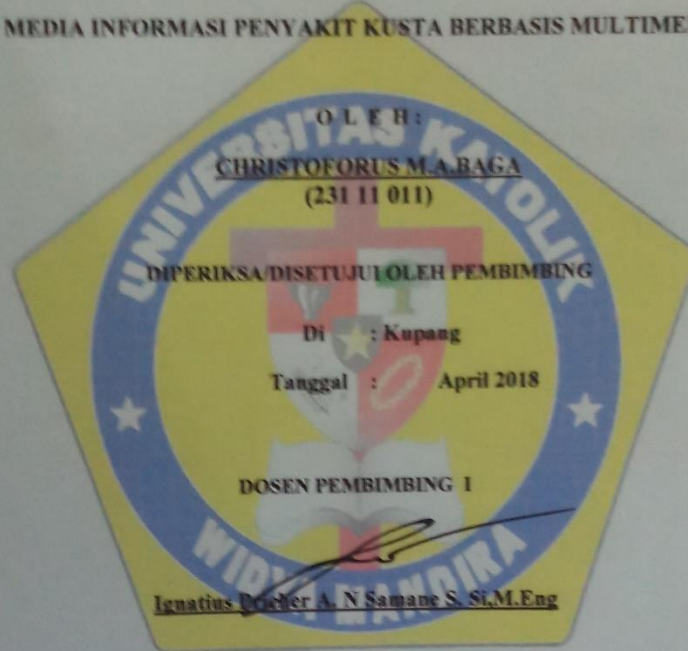 MEDIA INFORMASI PENYAKIT KUSTA BERBASIS MULTIME
OLEH:
CHRISTOFORUS M.A.BAGA
(231 11 011)
DIPERIKSA/DISETUJUI OLEH PEMBIMBING
Di : Kupang
Tanggal : April 2018
DOSEN PEMBIMBING I
Ignatius A. N Samane S. Si,M.Eng
UNIVERSITAS KATOLIK
WIDYA MANDIRA